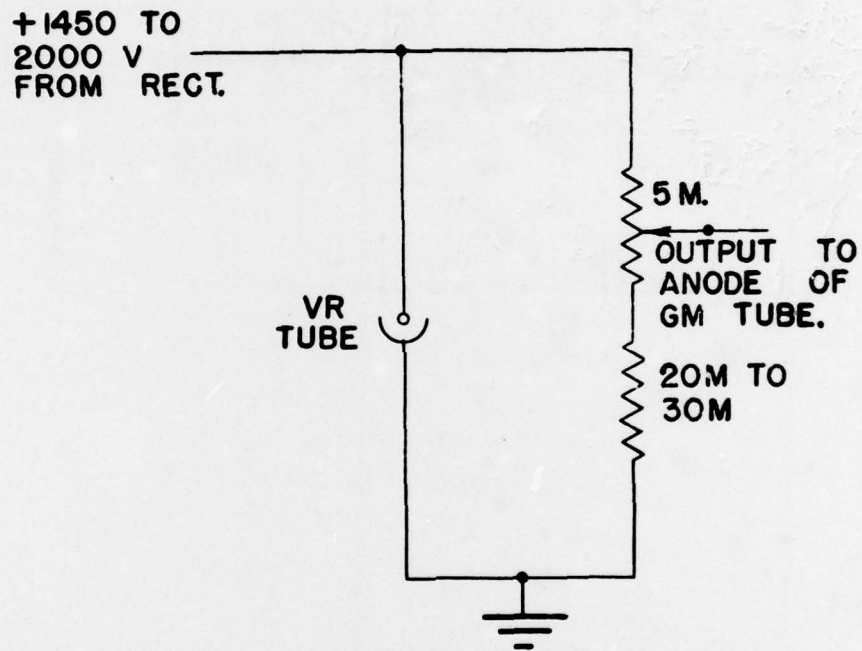 +1450 TO
2000 V
FROM RECT.
5 M.
OUTPUT TO
ANODE OF
GM TUBE.
VR
TUBE
20M TO
30M